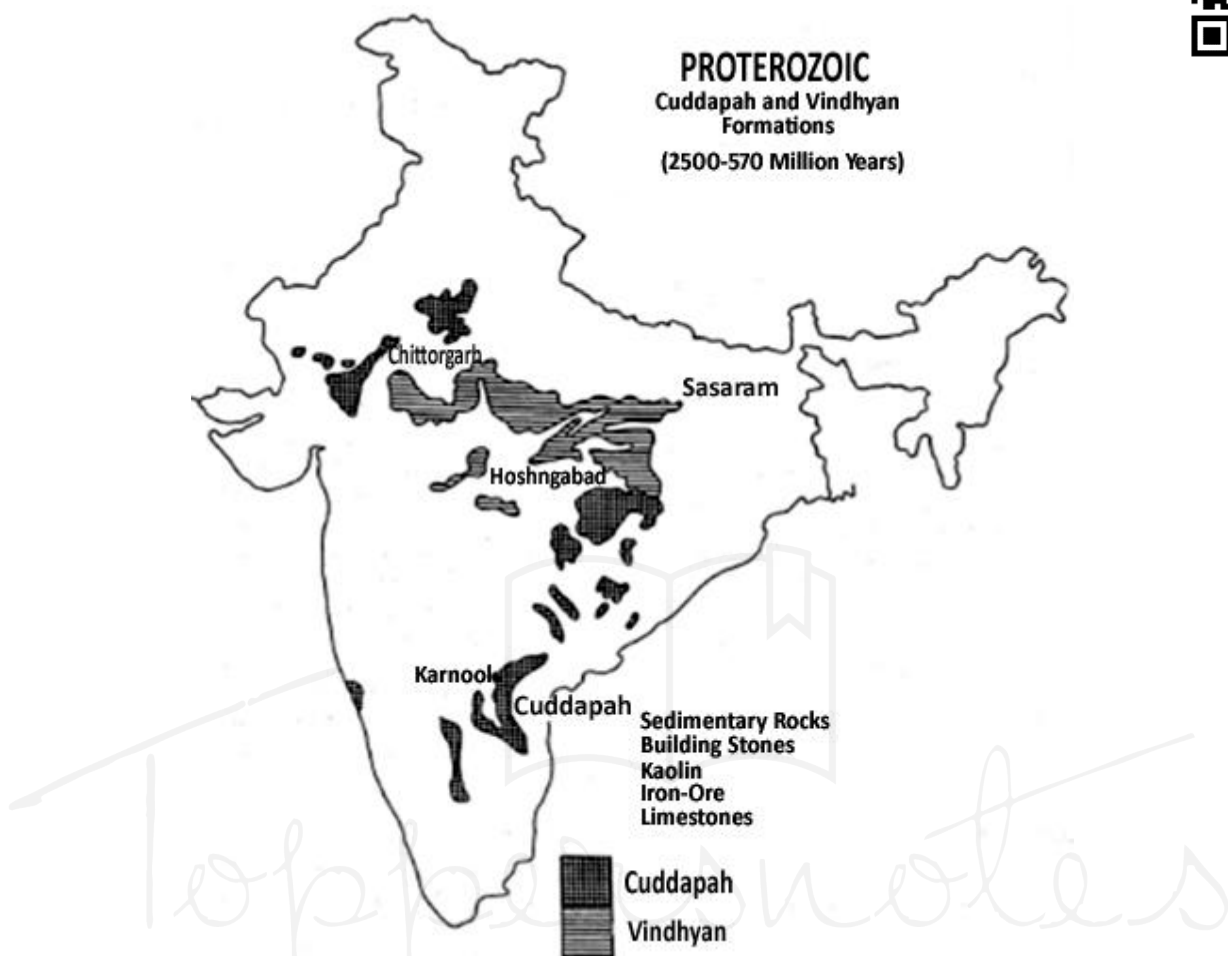 PROTEROZOIC
Cuddapah and Vindhyan
Formations
(2500-570 Million Years)
Chittorgarh
Sasaram
Hoshngabad
Karnool
Cuddapah
Sedimentary Rocks
Building Stones
Kaolin
Iron-Ore
Limestones
Cuddapah
Vindhyan
Toppersnotes